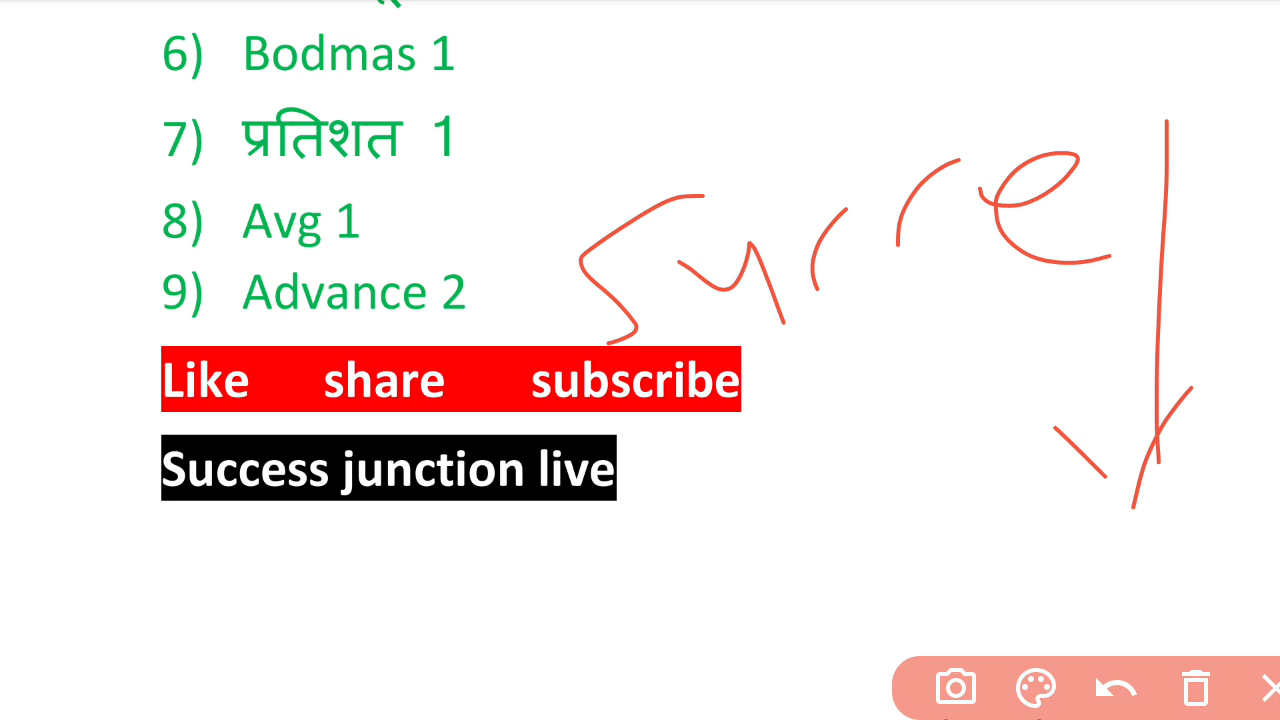 6) Bodmas 1
7) प्रतिशत 1
8) Avg 1
9) Advance 2
Like share subscribe
Success junction live